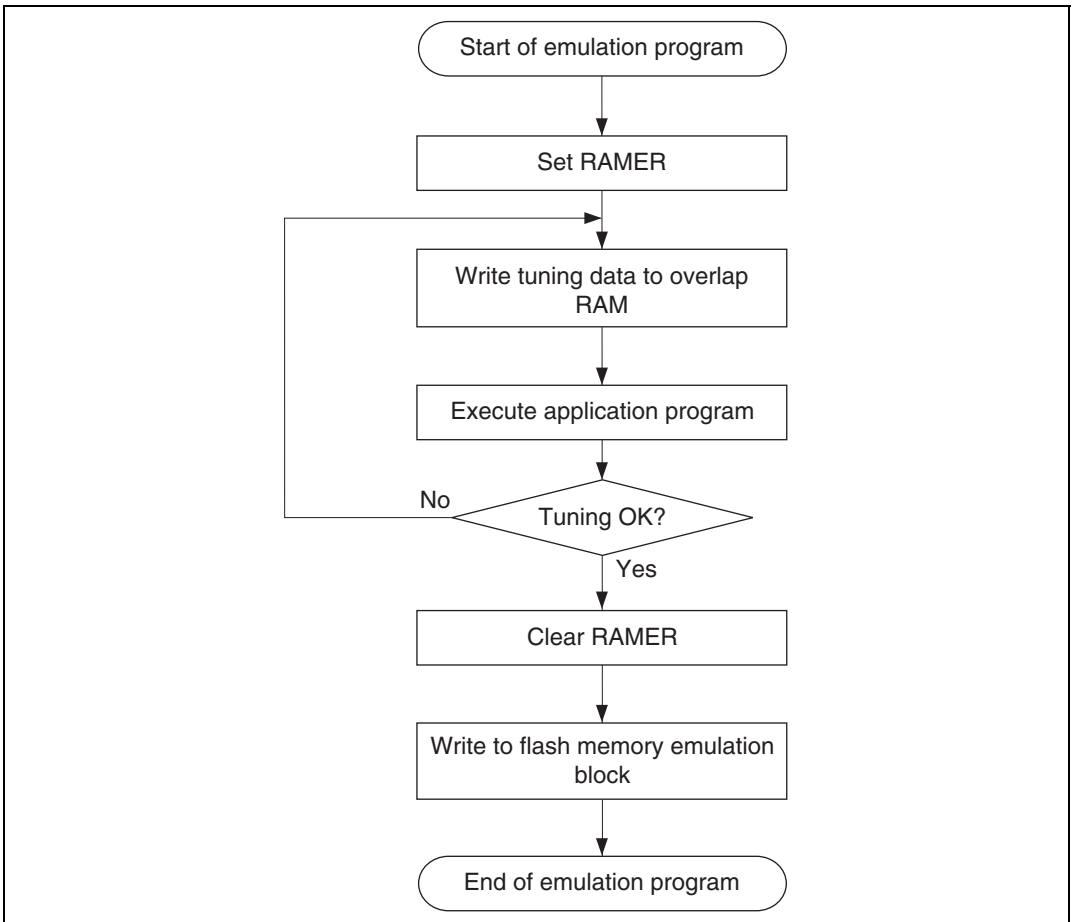 Start of emulation program
Set RAMER
Write tuning data to overlap
RAM
Execute application program
No
Tuning OK?
Yes
Clear RAMER
Write to flash memory emulation
block
End of emulation program